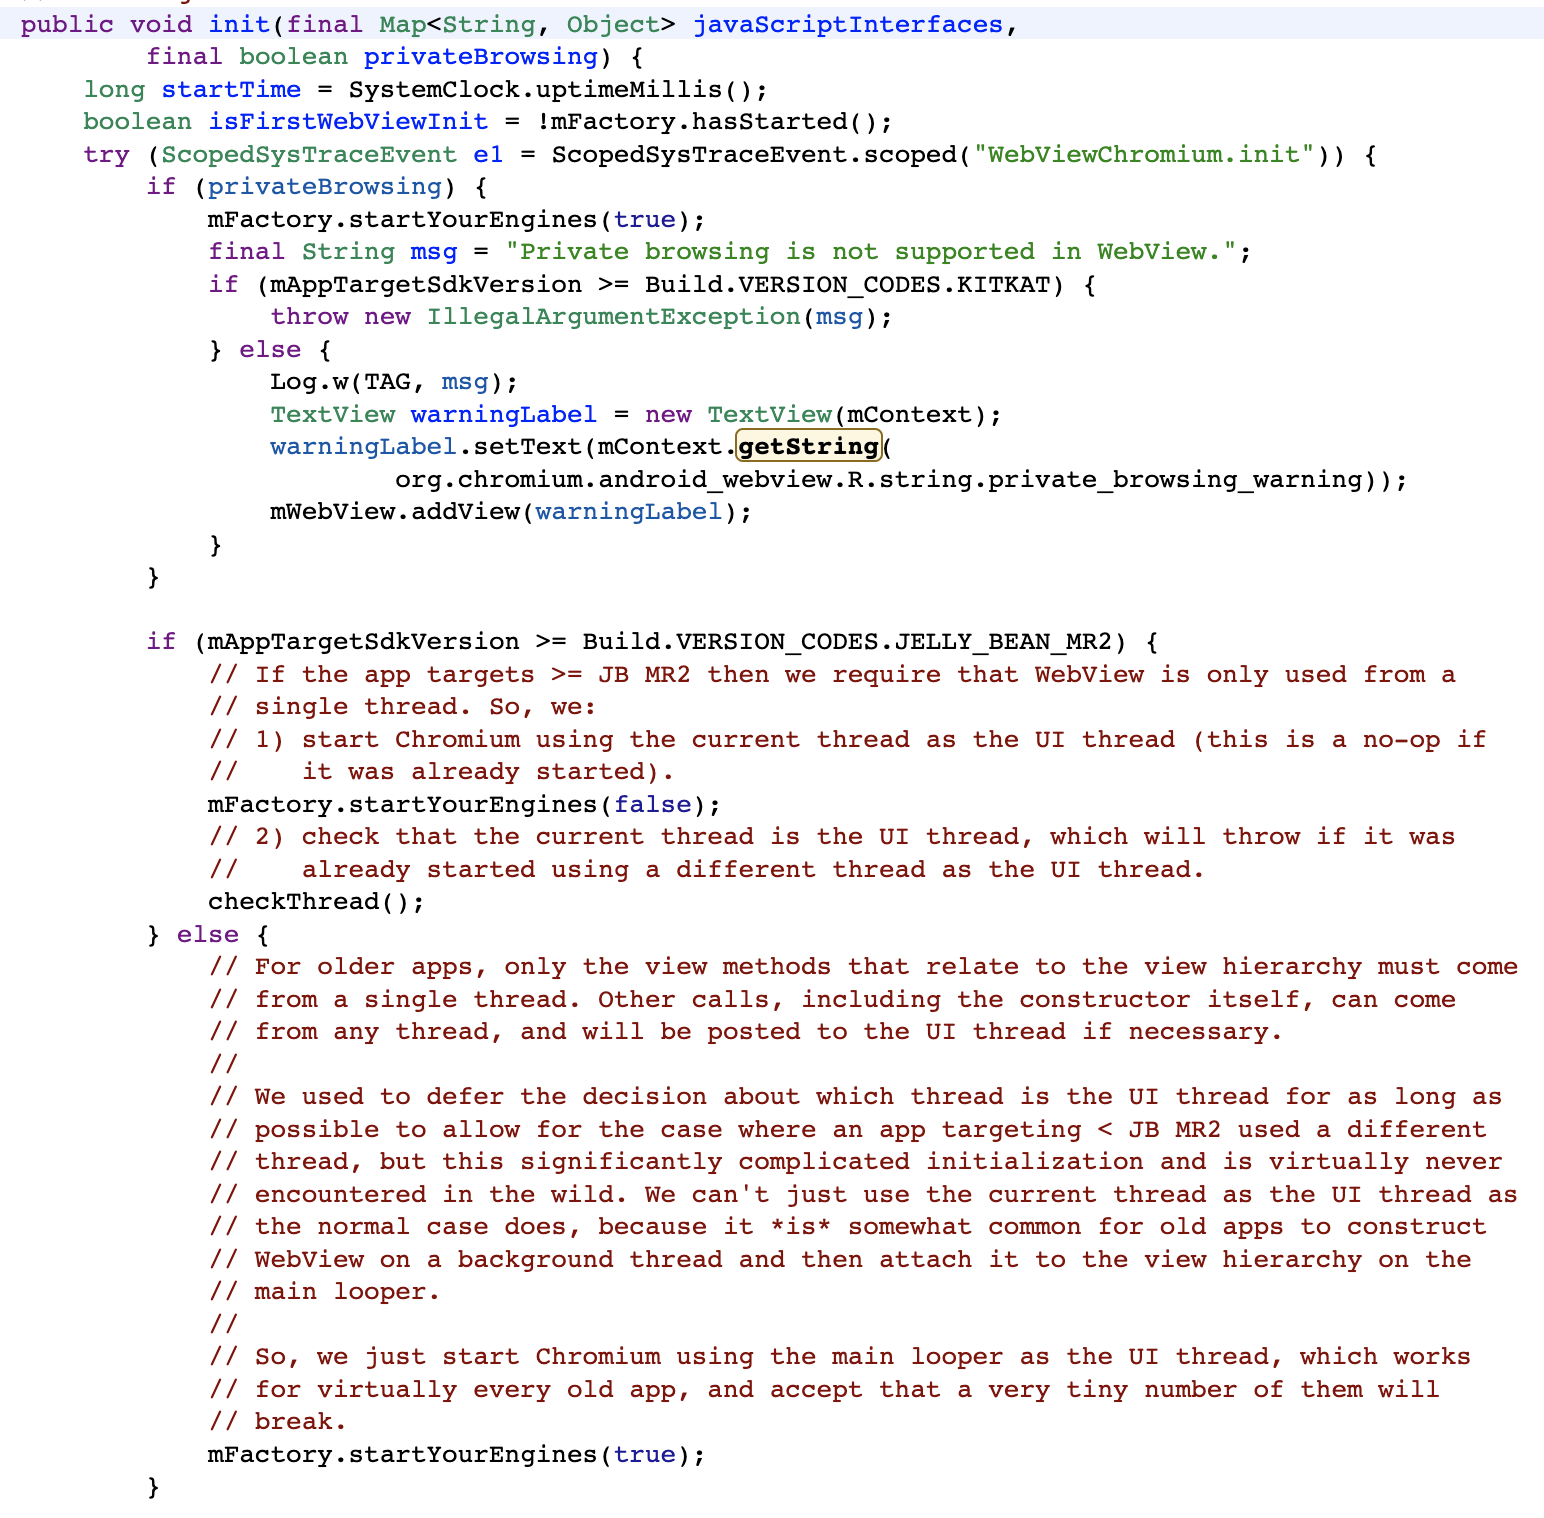 public void init(final Map<String, Object> javaScriptInterfaces,
        final boolean privateBrowsing) {
    long startTime = SystemClock.uptimeMillis();
    boolean isFirstWebViewInit = !mFactory.hasStarted();
    try (ScopedSysTraceEvent e1 = ScopedSysTraceEvent.scoped("WebViewChromium.init")) {
        if (privateBrowsing) {
            mFactory.startYourEngines(true);
            final String msg = "Private browsing is not supported in WebView.";
            if (mAppTargetSdkVersion >= Build.VERSION_CODES.KITKAT) {
                throw new IllegalArgumentException(msg);
            } else {
                Log.w(TAG, msg);
                TextView warningLabel = new TextView(mContext);
                warningLabel.setText(mContext.getString(
                        org.chromium.android_webview.R.string.private_browsing_warning));
                mWebView.addView(warningLabel);
            }
        }

        if (mAppTargetSdkVersion >= Build.VERSION_CODES.JELLY_BEAN_MR2) {
            // If the app targets >= JB MR2 then we require that WebView is only used from a
            // single thread. So, we:
            // 1) start Chromium using the current thread as the UI thread (this is a no-op if
            //    it was already started).
            mFactory.startYourEngines(false);
            // 2) check that the current thread is the UI thread, which will throw if it was
            //    already started using a different thread as the UI thread.
            checkThread();
        } else {
            // For older apps, only the view methods that relate to the view hierarchy must come
            // from a single thread. Other calls, including the constructor itself, can come
            // from any thread, and will be posted to the UI thread if necessary.
            //
            // We used to defer the decision about which thread is the UI thread for as long as
            // possible to allow for the case where an app targeting < JB MR2 used a different
            // thread, but this significantly complicated initialization and is virtually never
            // encountered in the wild. We can't just use the current thread as the UI thread as
            // the normal case does, because it *is* somewhat common for old apps to construct
            // WebView on a background thread and then attach it to the view hierarchy on the
            // main looper.
            //
            // So, we just start Chromium using the main looper as the UI thread, which works
            // for virtually every old app, and accept that a very tiny number of them will
            // break.
            mFactory.startYourEngines(true);
        }